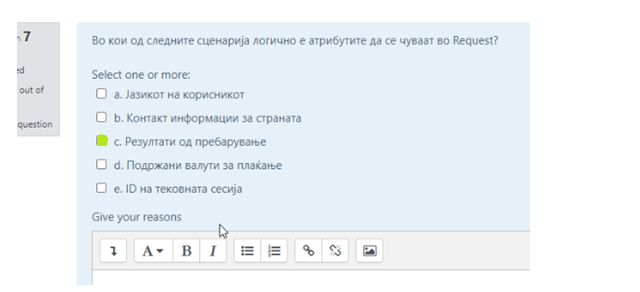 7
ed
out of
question
Во кои од следните сценарија логично е атрибутите да се чуваат во Request?
Select one or more:
a. Јазикот на корисникот
b. Контакт информации за страната
c. Резултати од пребарување
d. Подржани валути за плаќање
e. ID на тековната сесија
Give your reasons
A B I